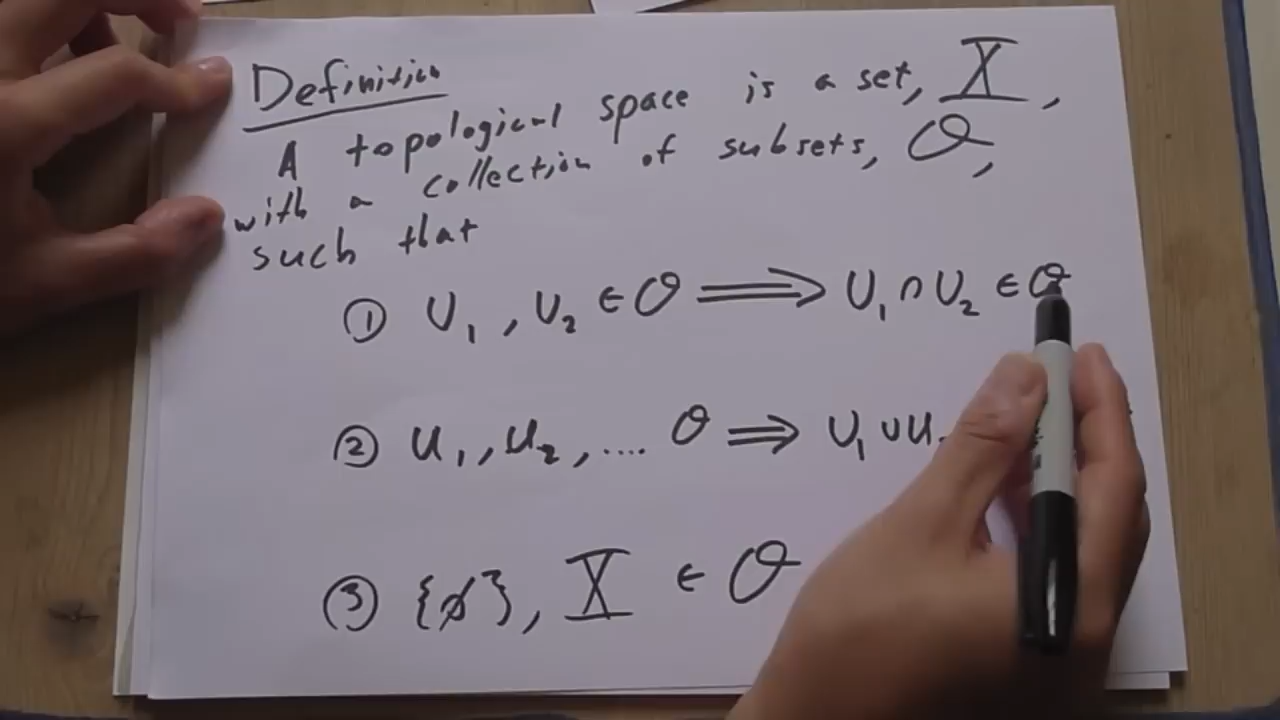 Definition
A topological space is a set, X,
with a collection of subsets, O,
such that
① U₁, U₂ ∈ O ⟹ U₁ ∩ U₂ ∈ O
② U₁, U₂, .... O ⟹ U₁ ∪ U
③ {∅}, X ∈ O